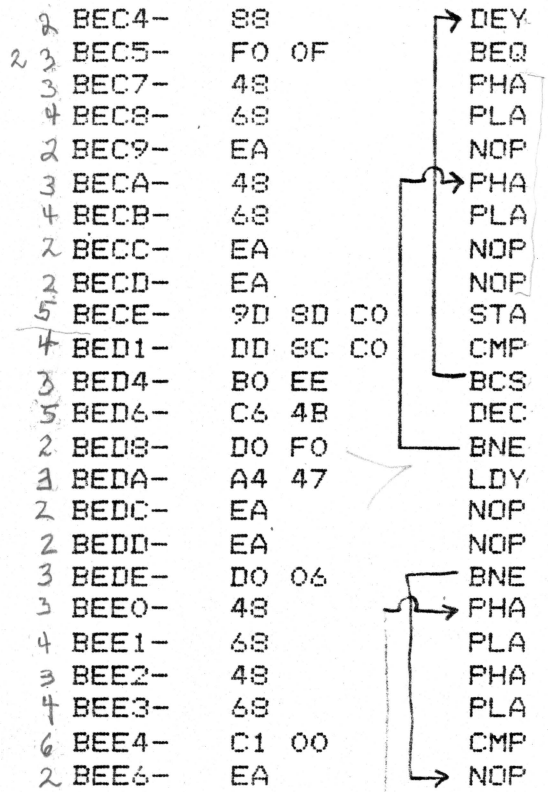 2 BEC4- 88 DEY
2 3 BEC5- F0 0F BEQ
3 BEC7- 48 PHA
4 BEC8- 68 PLA
2 BEC9- EA NOP
3 BECA- 48 PHA
4 BECB- 68 PLA
2 BECC- EA NOP
2 BECD- EA NOP
5 BECE- 9D 8D C0 STA
4 BED1- DD 8C C0 CMP
3 BED4- B0 EE BCS
5 BED6- C6 4B DEC
2 BED8- D0 F0 BNE
3 BEDA- A4 47 LDY
2 BEDC- EA NOP
2 BEDD- EA NOP
3 BEDE- D0 06 BNE
3 BEE0- 48 PHA
4 BEE1- 68 PLA
3 BEE2- 48 PHA
4 BEE3- 68 PLA
6 BEE4- C1 00 CMP
2 BEE6- EA NOP